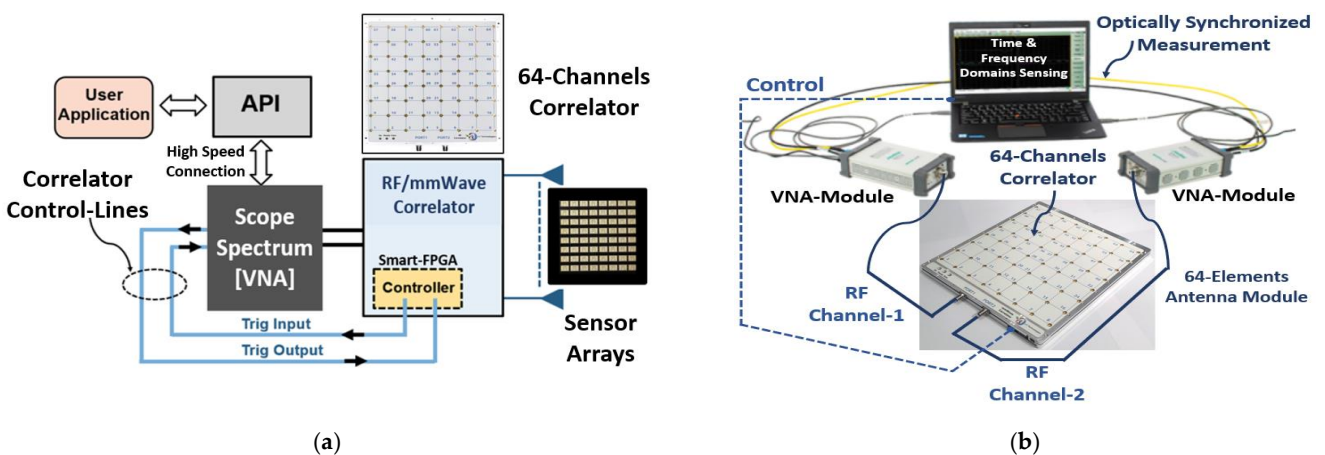 64-Channels
Correlator
User
Application
API
High Speed
Connection
Correlator
Control-Lines
RF/mmWave
Correlator
Scope
Spectrum
[VNA]
Smart-FPGA
Controller
Trig Input
Trig Output
Sensor
Arrays
(a)
Optically Synchronized
Measurement
Time &
Frequency
Domains Sensing
Control
64-Channels
Correlator
VNA-Module
VNA-Module
RF
Channel-1
64-Elements
Antenna Module
RF
Channel-2
(b)